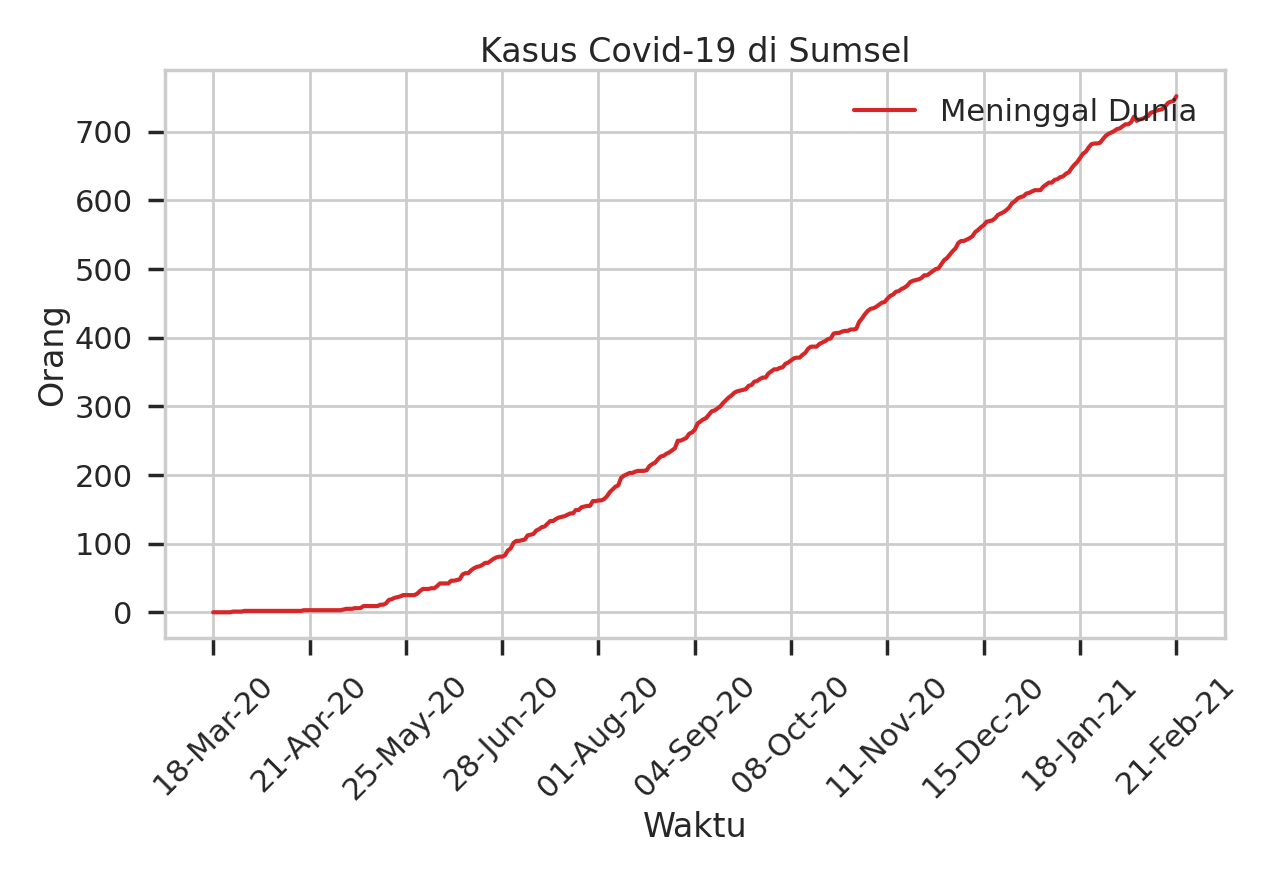 Kasus Covid-19 di Sumsel
Meninggal Dunia
700
600
500
400
300
200
100
0
Orang
18-Mar-20
21-Apr-20
25-May-20
28-Jun-20
01-Aug-20
04-Sep-20
08-Oct-20
11-Nov-20
15-Dec-20
18-Jan-21
21-Feb-21
Waktu